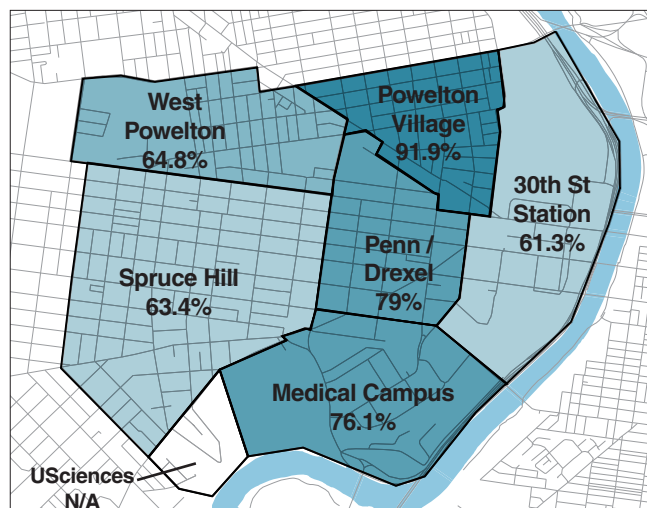 West
Powelton
64.8%
Powelton
Village
91.9%
30th St
Station
61.3%
Penn /
Drexel
79%
Spruce Hill
63.4%
Medical Campus
76.1%
USciences
N/A